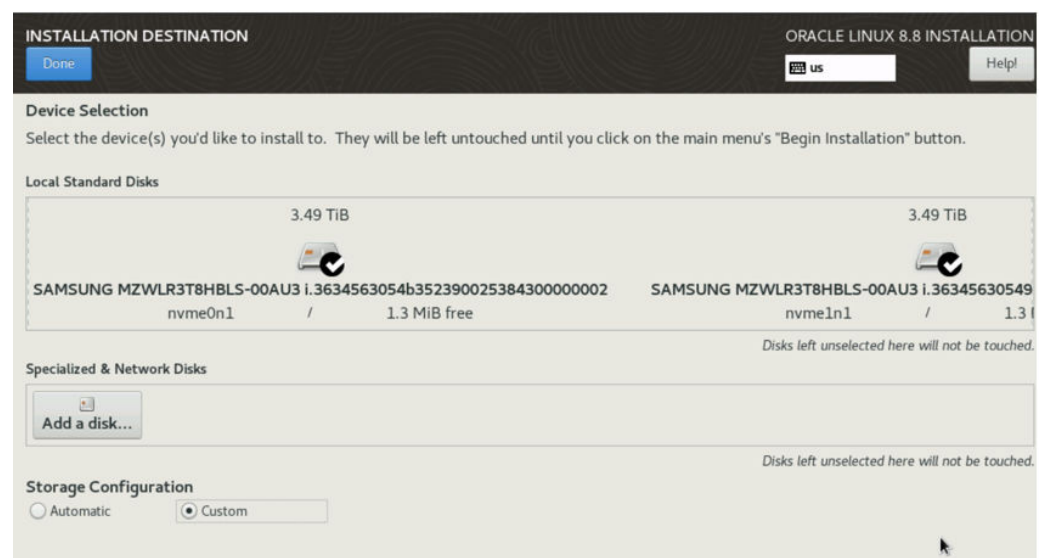 INSTALLATION DESTINATION
ORACLE LINUX 8.8 INSTALLATION
Done
us
Help!
Device Selection
Select the device(s) you'd like to install to. They will be left untouched until you click on the main menu's "Begin Installation" button.
Local Standard Disks
3.49 TiB
3.49 TiB
SAMSUNG MZWLR3T8HBLS-00AU3 i.3634563054b352390025384300000002
SAMSUNG MZWLR3T8HBLS-00AU3 i.36345630549
nvme0n1 / 1.3 MiB free
nvme1n1 / 1.3
Disks left unselected here will not be touched.
Specialized & Network Disks
Add a disk...
Disks left unselected here will not be touched.
Storage Configuration
Automatic
Custom